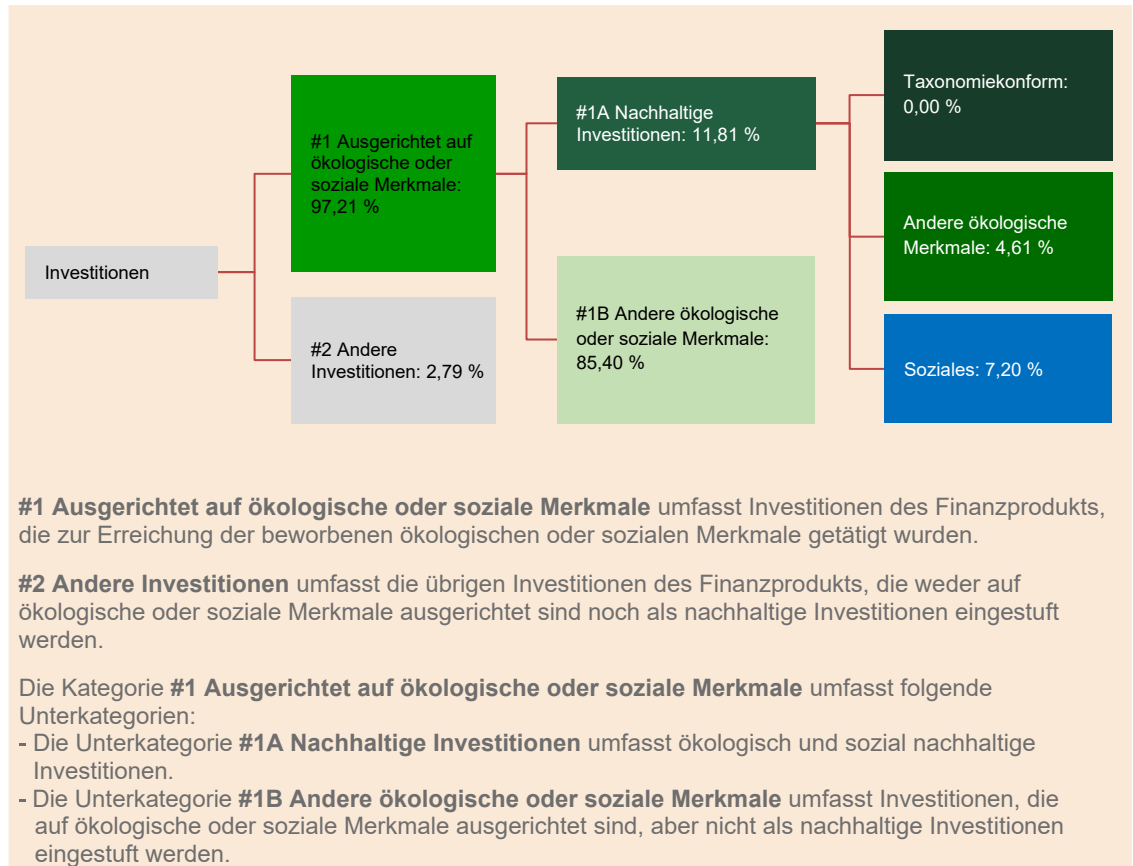 Investitionen
#1 Ausgerichtet auf
ökologische oder
soziale Merkmale:
97,21 %
#2 Andere
Investitionen: 2,79 %
#1A Nachhaltige
Investitionen: 11,81 %
#1B Andere ökologische
oder soziale Merkmale:
85,40 %
Taxonomiekonform:
0,00 %
Andere ökologische
Merkmale: 4,61 %
Soziales: 7,20 %
#1 Ausgerichtet auf ökologische oder soziale Merkmale umfasst Investitionen des Finanzprodukts,
die zur Erreichung der beworbenen ökologischen oder sozialen Merkmale getätigt wurden.
#2 Andere Investitionen umfasst die übrigen Investitionen des Finanzprodukts, die weder auf
ökologische oder soziale Merkmale ausgerichtet sind noch als nachhaltige Investitionen eingestuft
werden.
Die Kategorie #1 Ausgerichtet auf ökologische oder soziale Merkmale umfasst folgende
Unterkategorien:
- Die Unterkategorie #1A Nachhaltige Investitionen umfasst ökologisch und sozial nachhaltige
Investitionen.
- Die Unterkategorie #1B Andere ökologische oder soziale Merkmale umfasst Investitionen, die
auf ökologische oder soziale Merkmale ausgerichtet sind, aber nicht als nachhaltige Investitionen
eingestuft werden.